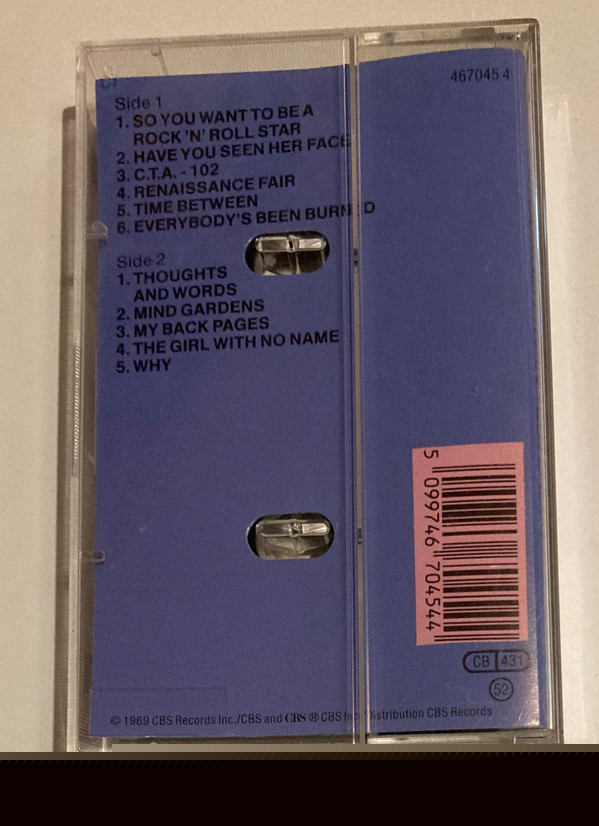 467045 4
Side 1
1. SO YOU WANT TO BE A
ROCK 'N' ROLL STAR
2. HAVE YOU SEEN HER FACE
3. C.T.A. - 102
4. RENAISSANCE FAIR
5. TIME BETWEEN
6. EVERYBODY'S BEEN BURNED
Side 2
1. THOUGHTS
AND WORDS
2. MIND GARDENS
3. MY BACK PAGES
4. THE GIRL WITH NO NAME
5. WHY
5 099746 704544
CB 431
52
© 1969 CBS Records Inc./CBS and CBS ® CBS Inc. Distribution CBS Records